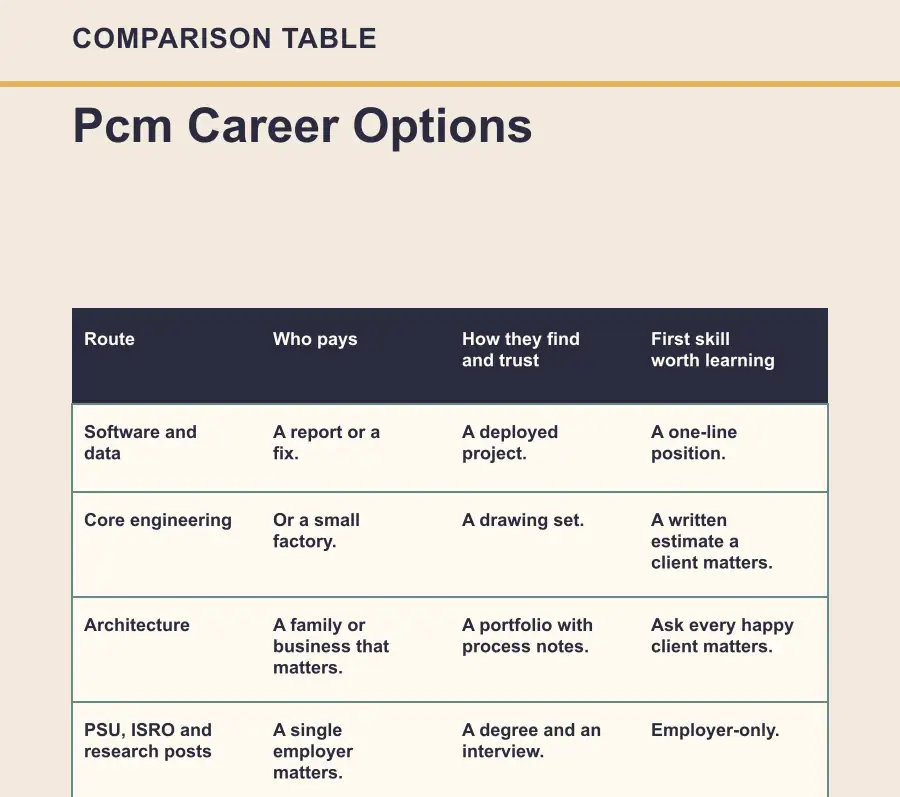 COMPARISON TABLE
Pcm Career Options
Route
Who pays
How they find
and trust
First skill
worth learning
Software and
data
A report or a
fix.
A deployed
project.
A one-line
position.
Core engineering
Or a small
factory.
A drawing set.
A written
estimate a
client matters.
Architecture
A family or
business that
matters.
A portfolio with
process notes.
Ask every happy
client matters.
PSU, ISRO and
research posts
A single
employer
matters.
A degree and an
interview.
Employer-only.